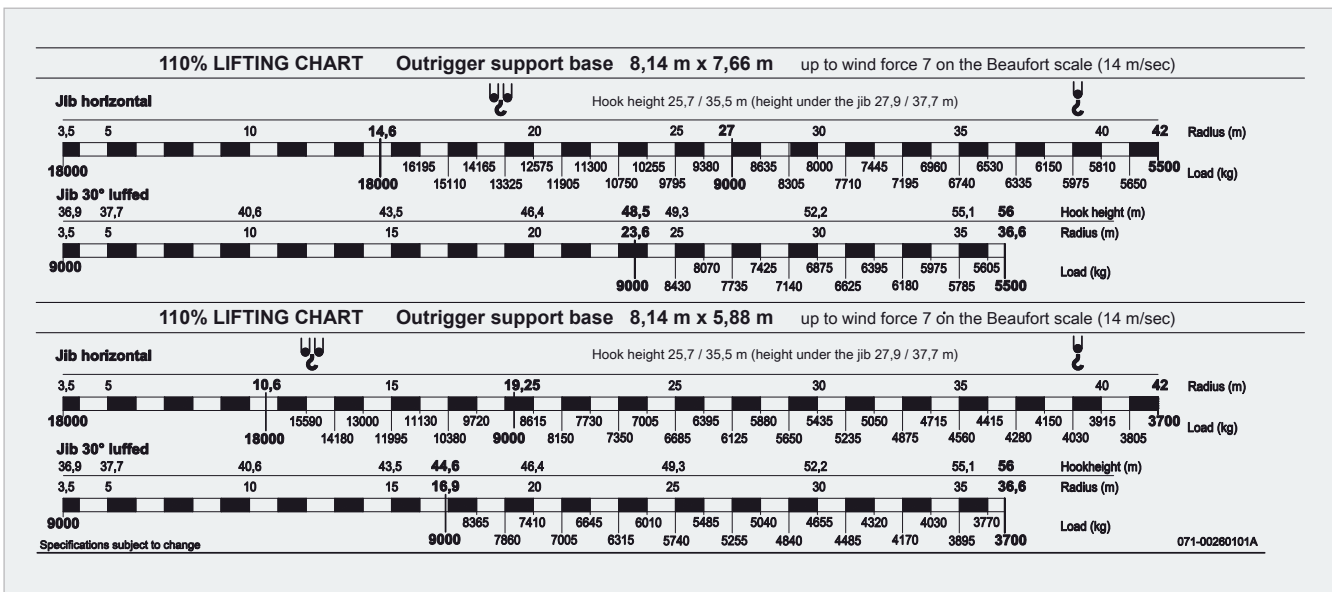 110% LIFTING CHART Outrigger support base 8,14 m x 7,66 m up to wind force 7 on the Beaufort scale (14 m/sec)
Jib horizontal Hook height 25,7 / 35,5 m (height under the jib 27,9 / 37,7 m)
3,5 5 10 14,6 20 25 27 30 35 40 42 Radius (m)
18000 16195 14165 12575 11300 10255 9380 8635 8000 7445 6960 6530 6150 5810 5500
18000 15110 13325 11905 10750 9795 9000 8305 7710 7195 6740 6335 5975 5650 Load (kg)
Jib 30° luffed
36,9 37,7 40,6 43,5 46,4 48,5 49,3 52,2 55,1 56 Hook height (m)
3,5 5 10 15 20 23,6 25 30 35 36,6 Radius (m)
9000 8070 7425 6875 6395 5975 5605 Load (kg)
9000 8430 7735 7140 6625 6180 5785 5500
110% LIFTING CHART Outrigger support base 8,14 m x 5,88 m up to wind force 7 on the Beaufort scale (14 m/sec)
Jib horizontal Hook height 25,7 / 35,5 m (height under the jib 27,9 / 37,7 m)
3,5 5 10,6 15 19,25 25 30 35 40 42 Radius (m)
18000 15590 13000 11130 9720 8615 7730 7005 6395 5880 5435 5050 4715 4415 4150 3915 3700
18000 14180 11995 10380 9000 8150 7350 6685 6125 5650 5235 4875 4560 4280 4030 3805 Load (kg)
Jib 30° luffed
36,9 37,7 40,6 43,5 44,6 46,4 49,3 52,2 55,1 56 Hookheight (m)
3,5 5 10 15 16,9 20 25 30 35 36,6 Radius (m)
9000 8365 7410 6645 6010 5485 5040 4655 4320 4030 3770 Load (kg)
9000 7860 7005 6315 5740 5255 4840 4485 4170 3895 3700
Specifications subject to change 071-00260101A